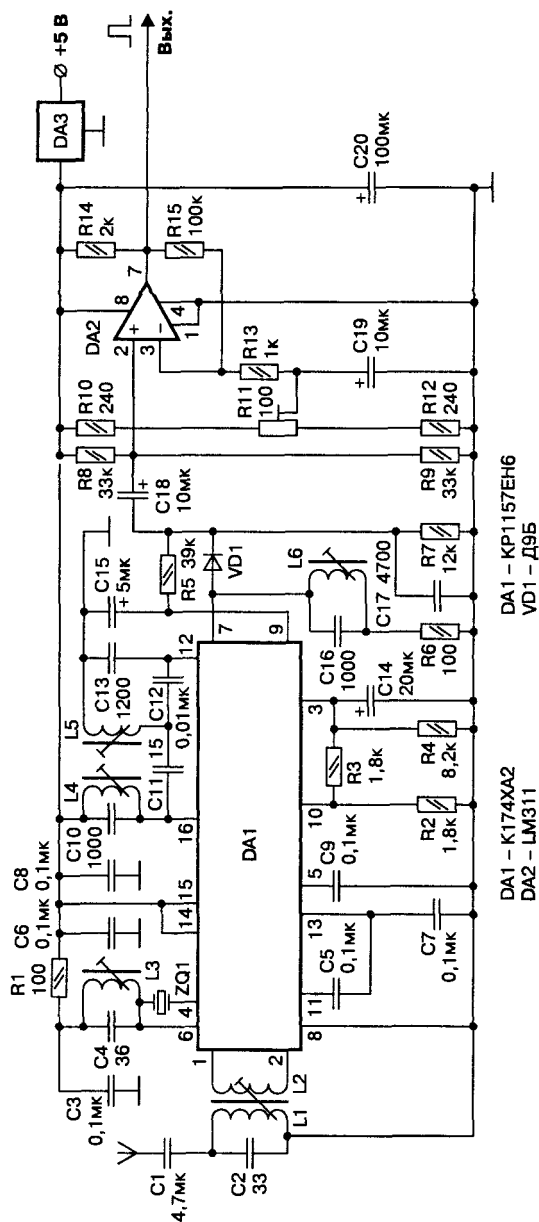 C1
4,7мк
C2
33
L1
L2
C3
0,1мк
C4
36
R1
100
L3
ZQ1
C6
0,1мк
C8
0,1мк
C10
1000
L4
L5
C11
15
C12
0,01мк
C13
1200
C15
+ 5мк
R5
39к
VD1
L6
C16
1000
C17
4700
R6
100
R7
12к
C18
10мк
+
R8
33к
R9
33к
R10
240
R11
100
R12
240
R13
1к
C19
10мк
+
DA2
+
−
2
3
8
7
4
1
R14
2к
R15
100к
C20
100мк
+
DA3
+5 В
Вых.
DA1
1
2
6
4
14
15
16
12
7
9
8
11
13
5
10
3
C5
0,1мк
C7
0,1мк
C9
0,1мк
R2
1,8к
R3
1,8к
R4
8,2к
C14
20мк
+
DA1 – К174ХА2
DA2 – LM311
DA1 – КР1157ЕН6
VD1 – Д9Б